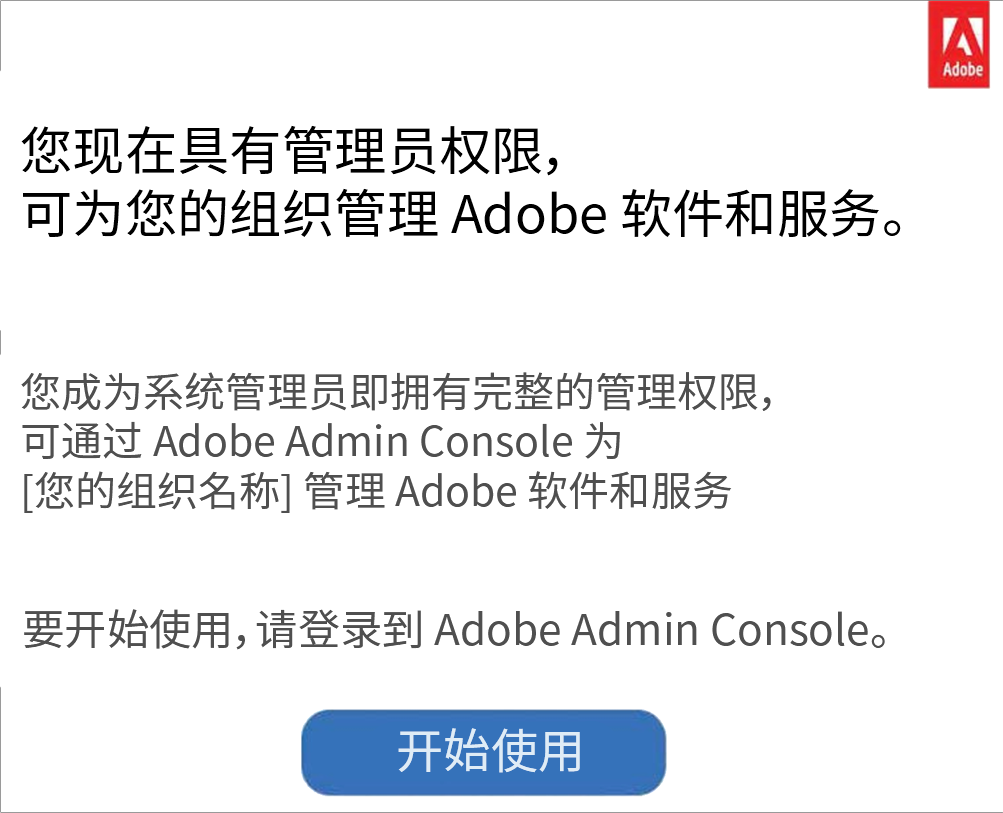 Adobe
您现在具有管理员权限，
可为您的组织管理 Adobe 软件和服务。
您成为系统管理员即拥有完整的管理权限，
可通过 Adobe Admin Console 为
[您的组织名称] 管理 Adobe 软件和服务
要开始使用，请登录到 Adobe Admin Console。
开始使用